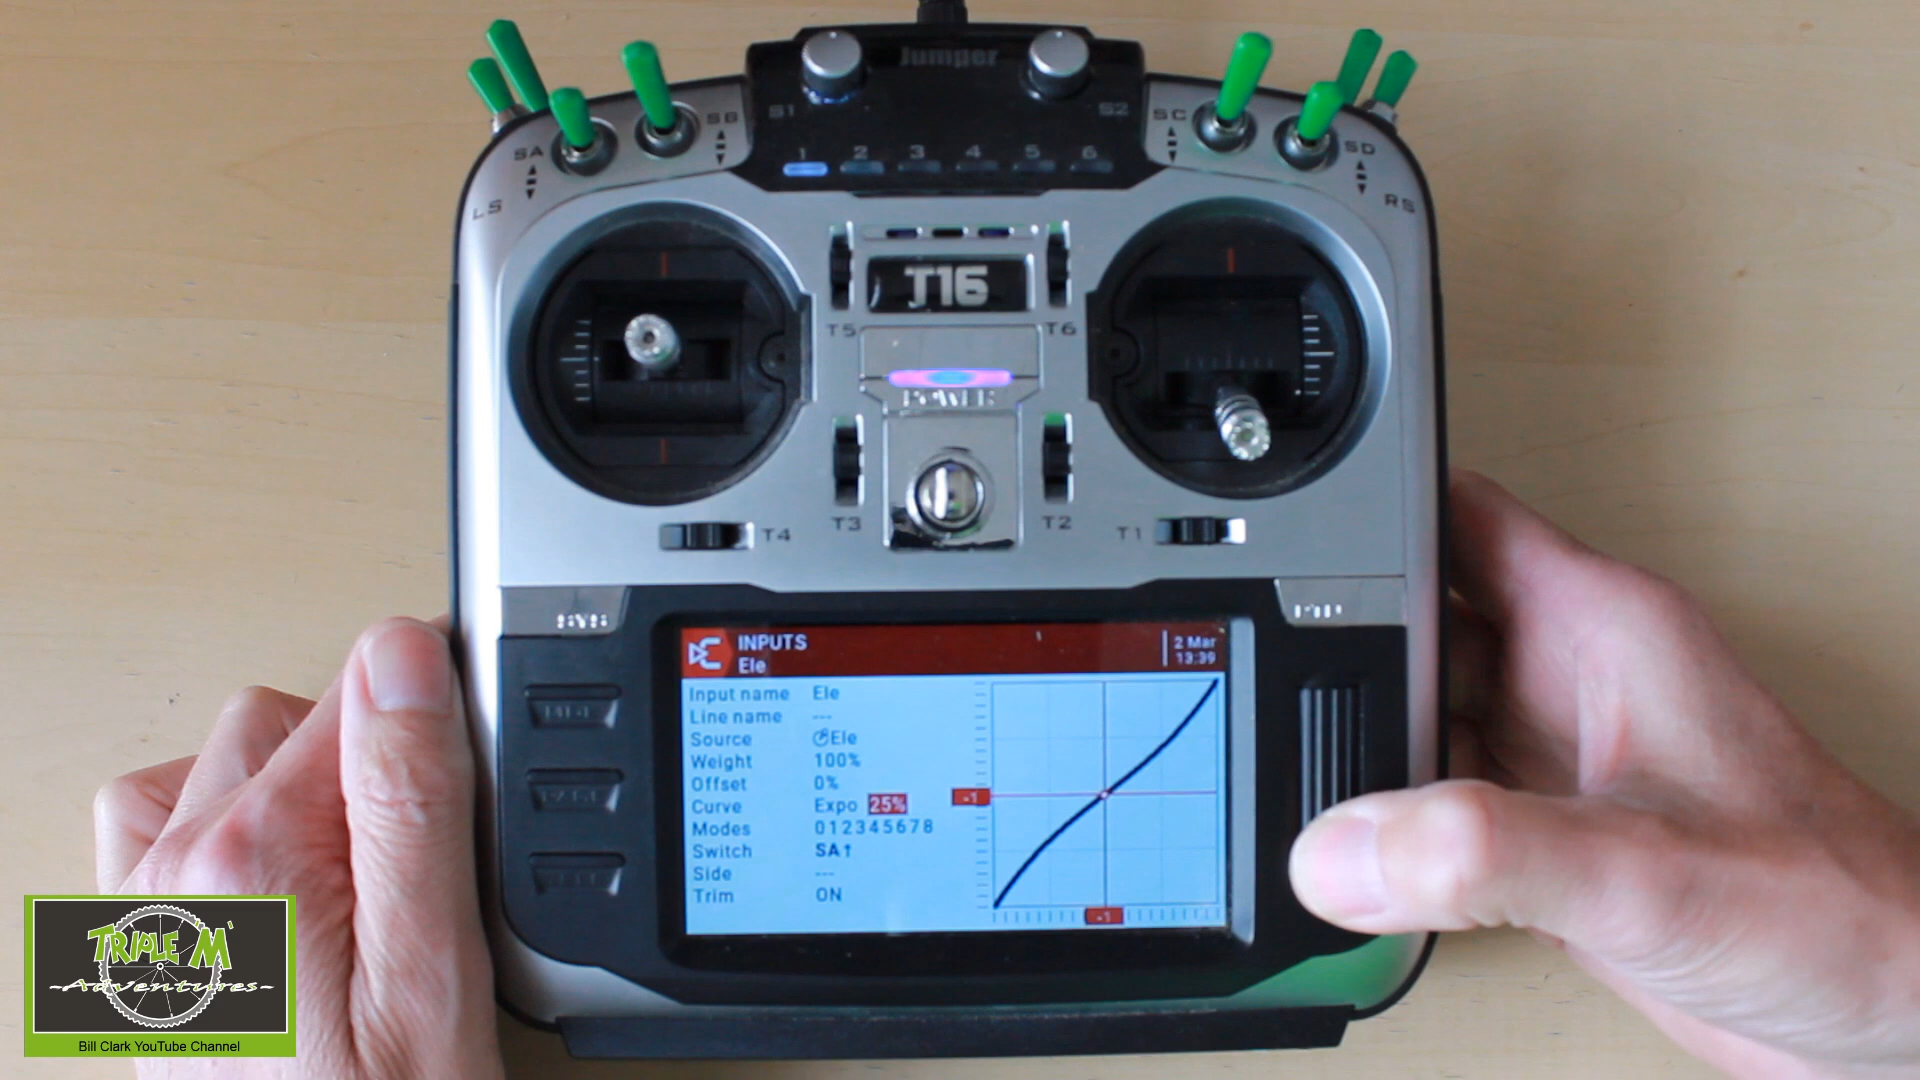 Jumper
S1
S2
SA
SB
SC
SD
1 2 3 4 5 6
LS
RS
T16
T5
T6
POWER
T3
T2
T4
T1
SYS
INPUTS
Ele
2 Mar
13:39
Input name Ele
Line name ---
Source Ele
Weight 100%
Offset 0%
Curve Expo 25%
Modes 012345678
Switch SA↑
Side ---
Trim ON
-1
-1
TRIPLE M
-Adventures-
Bill Clark YouTube Channel